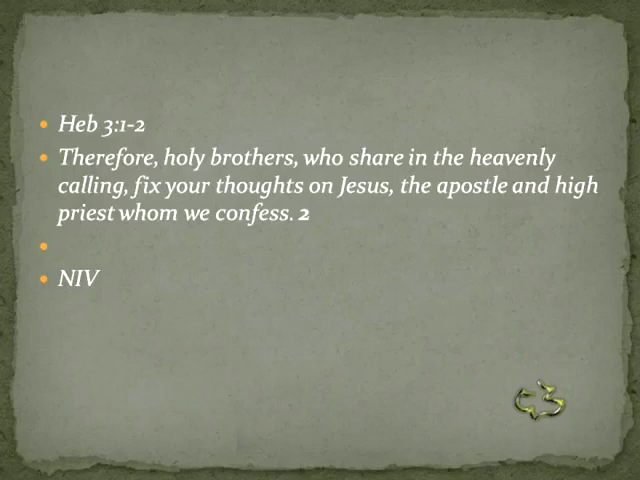 Heb 3:1-2
Therefore, holy brothers, who share in the heavenly
calling, fix your thoughts on Jesus, the apostle and high
priest whom we confess. 2
NIV